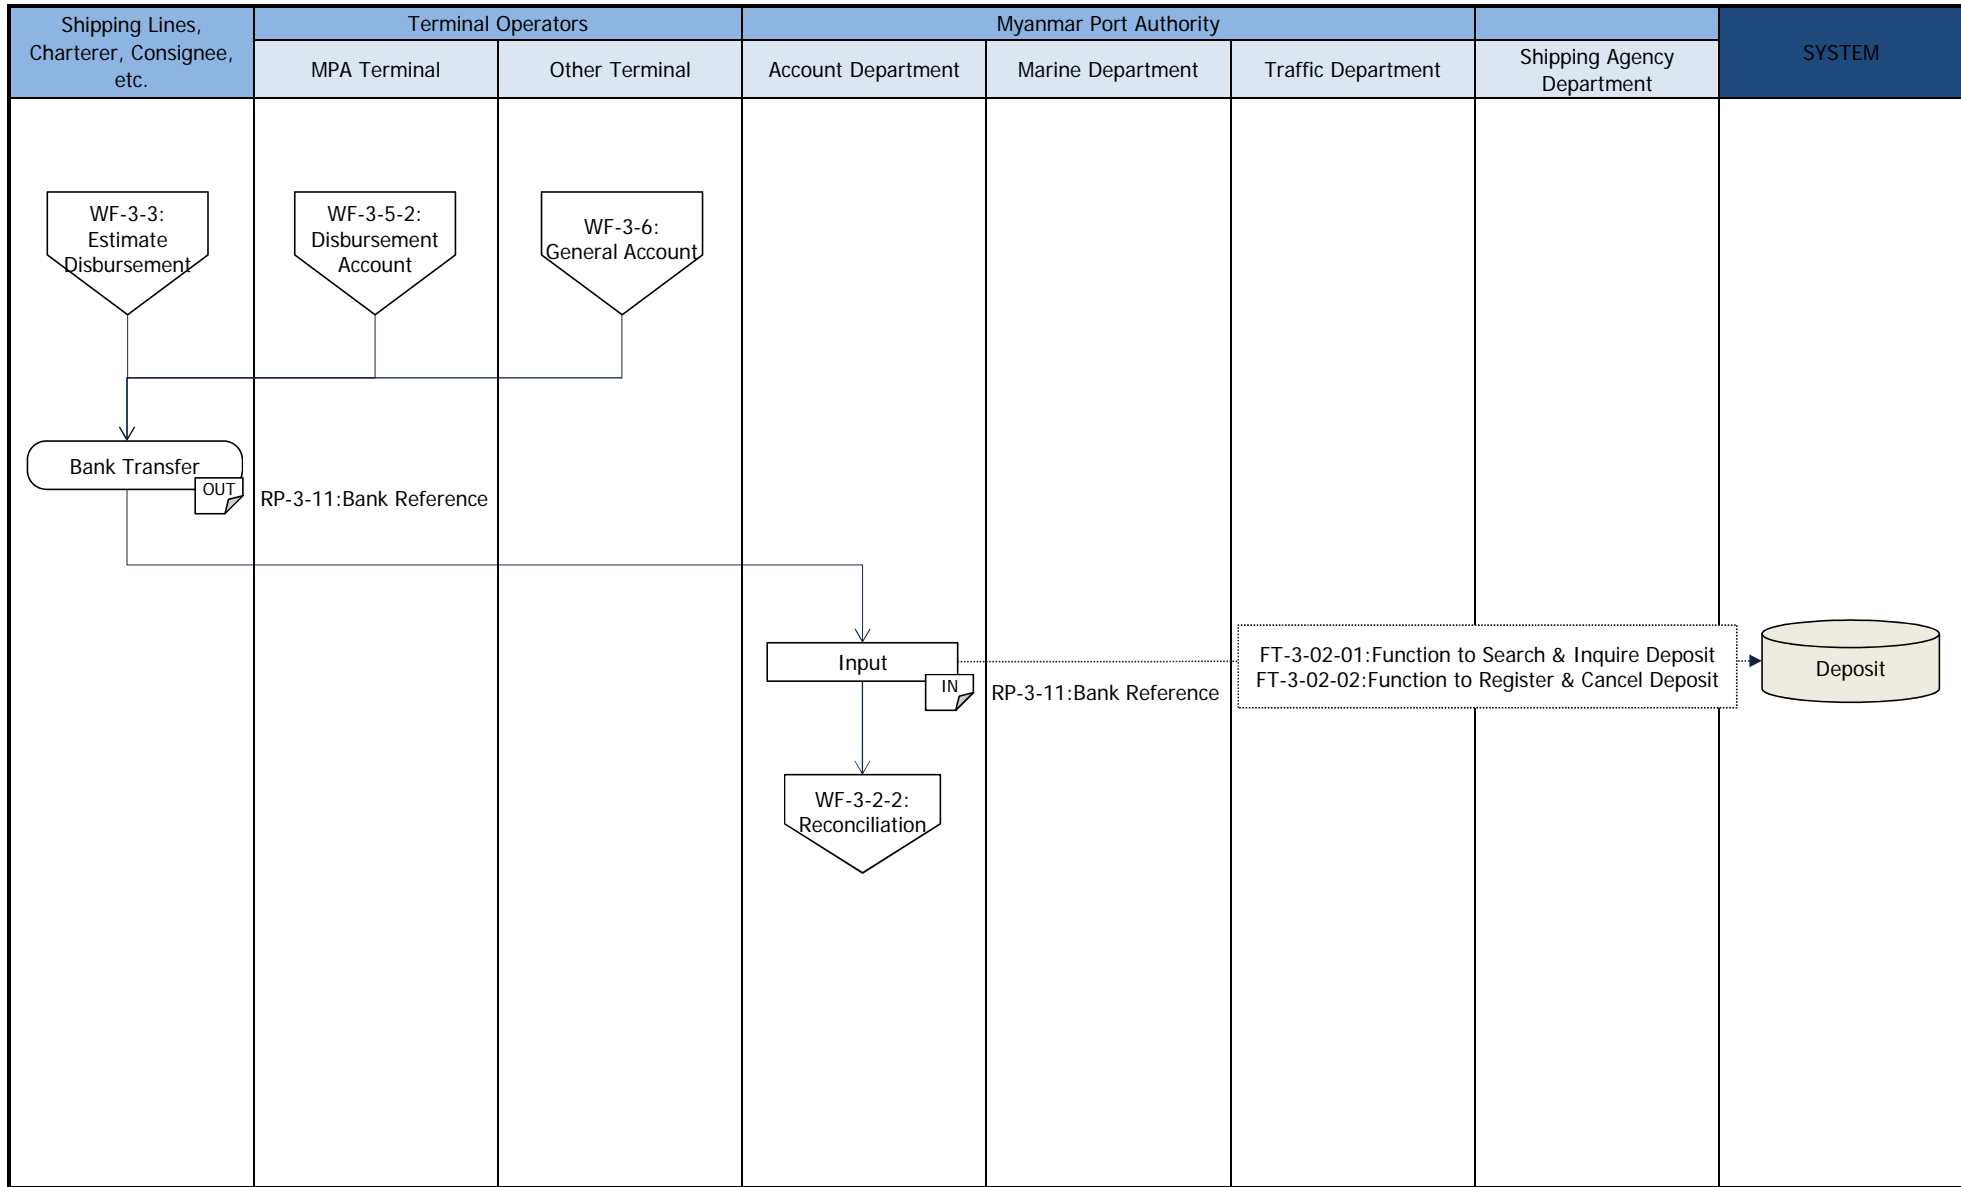 Shipping Lines,
Charterer, Consignee,
etc.
Terminal Operators
Myanmar Port Authority
SYSTEM
MPA Terminal
Other Terminal
Account Department
Marine Department
Traffic Department
Shipping Agency
Department
WF-3-3:
Estimate
Disbursement
WF-3-5-2:
Disbursement
Account
WF-3-6:
General Account
Bank Transfer
OUT
RP-3-11:Bank Reference
Input
IN
RP-3-11:Bank Reference
FT-3-02-01:Function to Search & Inquire Deposit
FT-3-02-02:Function to Register & Cancel Deposit
Deposit
WF-3-2-2:
Reconciliation